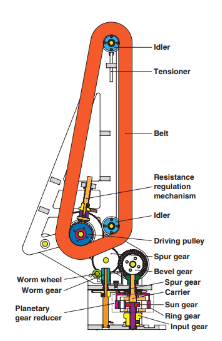 Idler
Tensioner
Belt
Resistance
regulation
mechanism
Idler
Driving pulley
Spur gear
Bevel gear
Spur gear
Carrier
Sun gear
Ring gear
Input gear
Worm wheel
Worm gear
Planetary
gear reducer